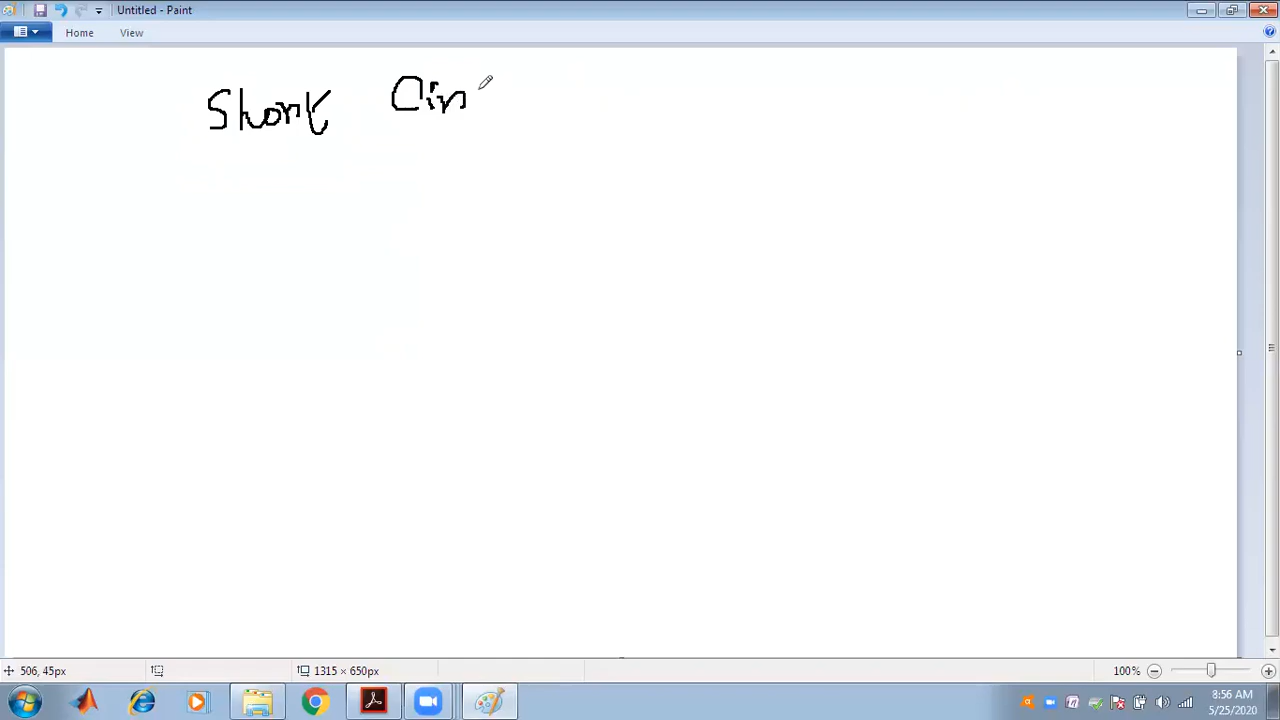 Untitled - Paint
Home View
Short Cir
506, 45px 1315 × 650px 100%
8:56 AM
5/25/2020